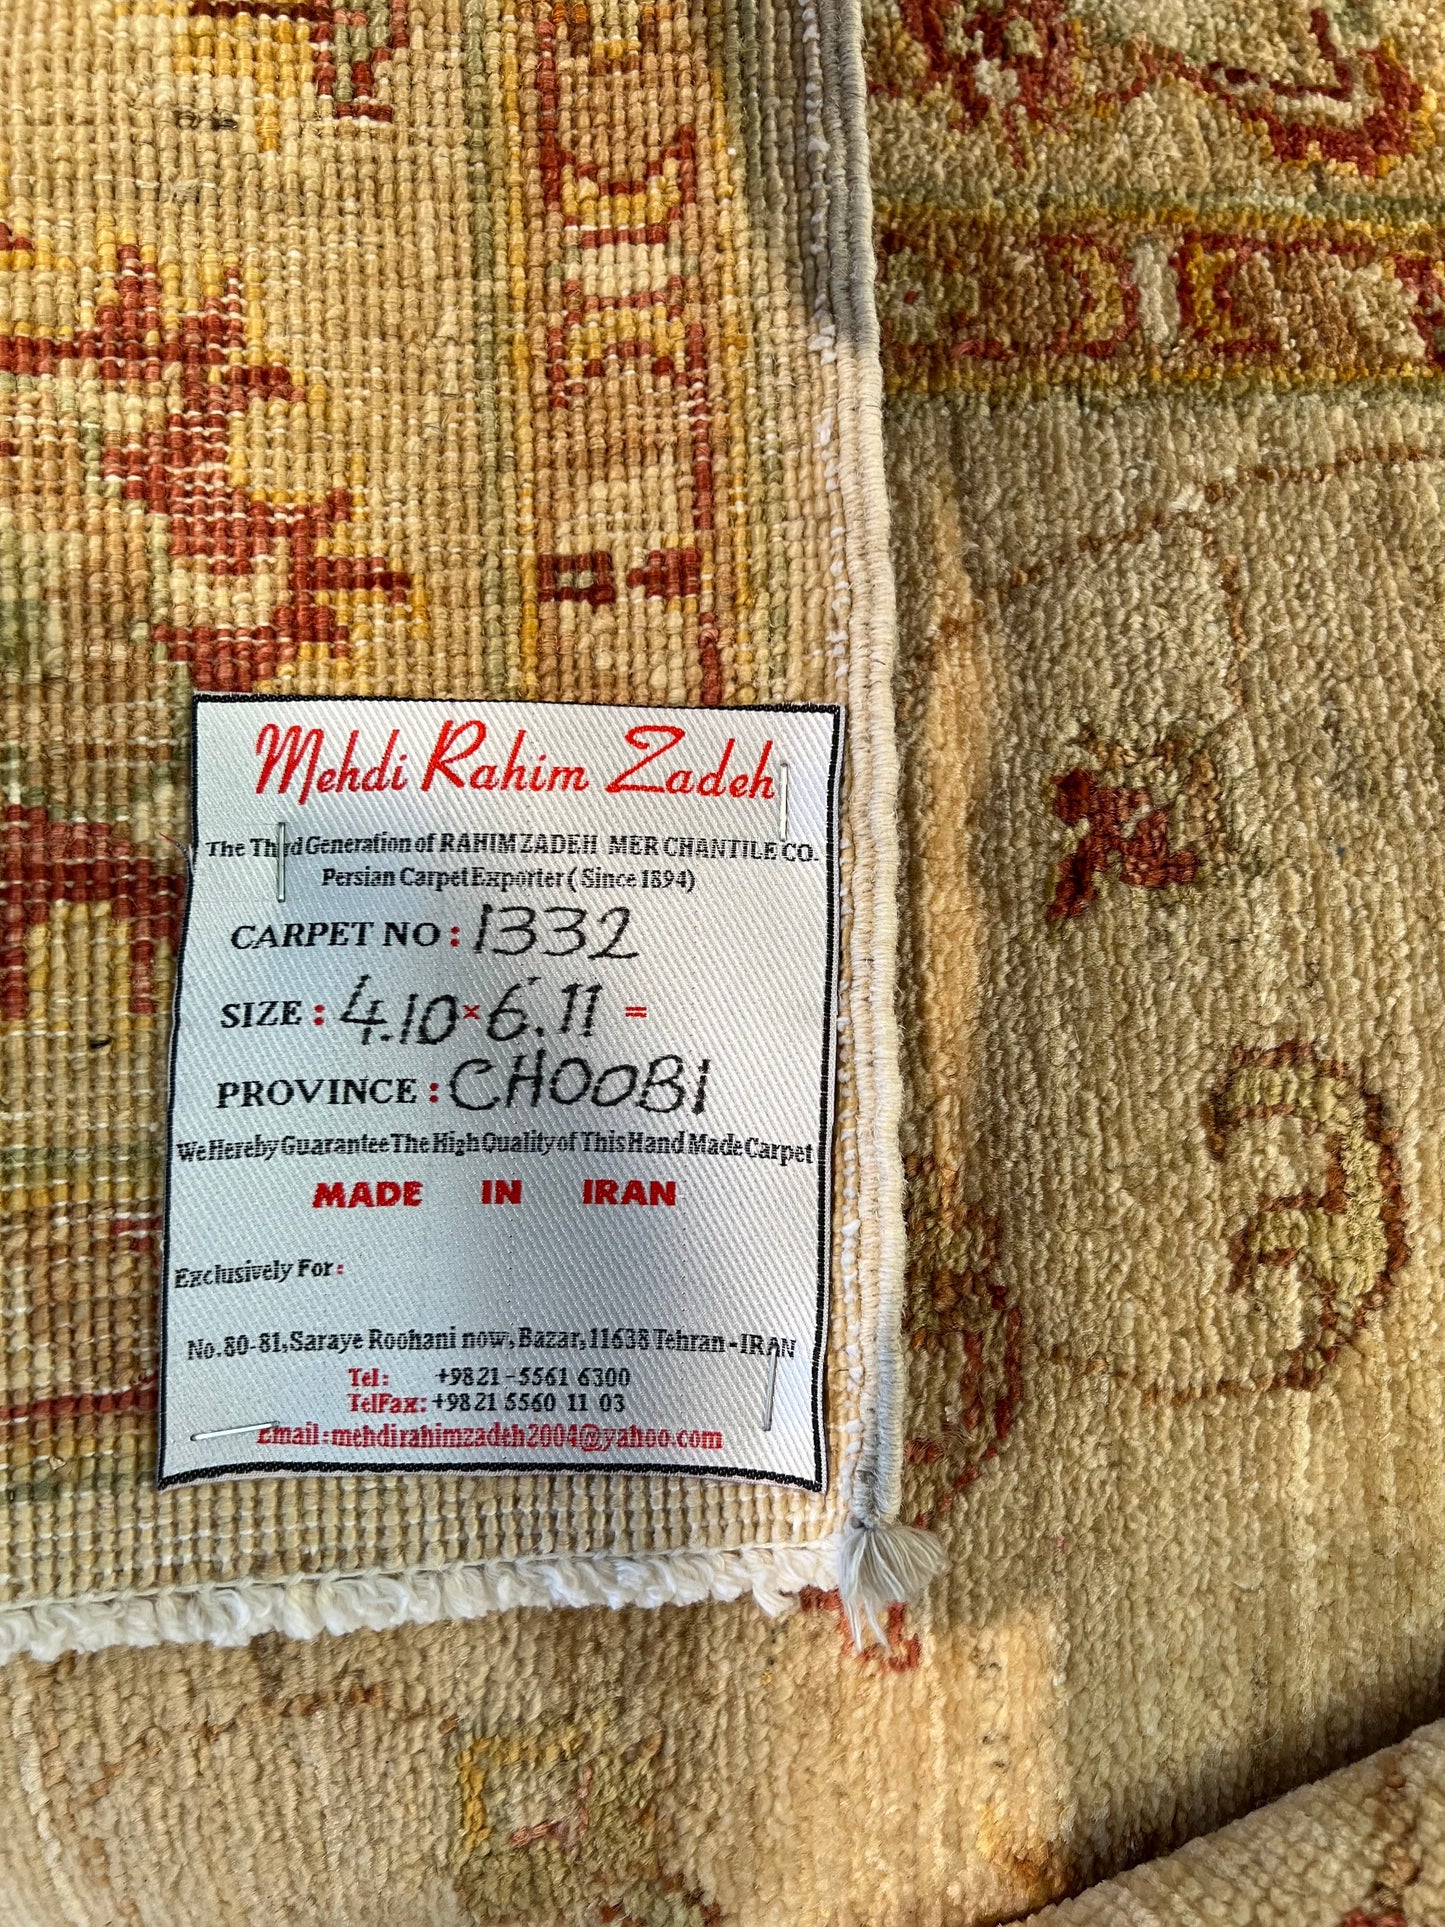 Mehdi Rahim Zadeh
The Third Generation of RAHIMZADEH MERCHANTILE CO.
Persian Carpet Exporter (Since 1894)
CARPET NO: 1332
SIZE: 4.10 × 6.11 =
PROVINCE: CHOOBI
We Hereby Guarantee The High Quality of This Hand Made Carpet
MADE IN IRAN
Exclusively For:
No. 80-81, Saraye Roohani now, Bazar, 11638 Tehran-IRAN
Tel: +9821-5561 6300
TelFax: +9821 5560 11 03
Email: mehdirahimzadeh2004@yahoo.com